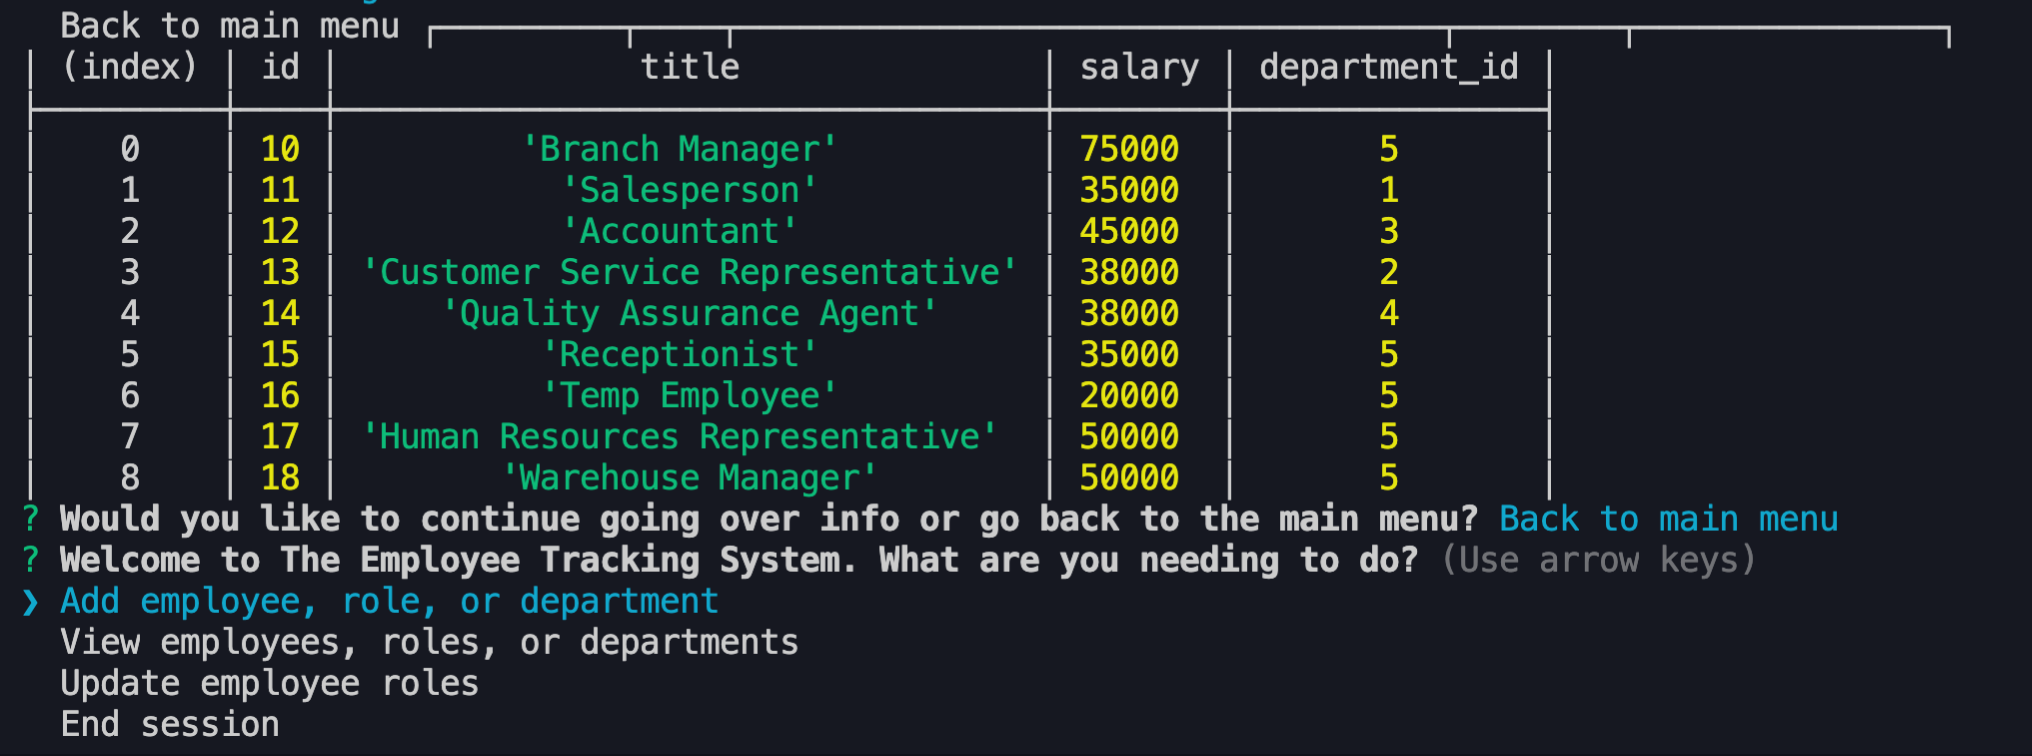 Back to main menu
(index) id title salary department_id
0 10 'Branch Manager' 75000 5
1 11 'Salesperson' 35000 1
2 12 'Accountant' 45000 3
3 13 'Customer Service Representative' 38000 2
4 14 'Quality Assurance Agent' 38000 4
5 15 'Receptionist' 35000 5
6 16 'Temp Employee' 20000 5
7 17 'Human Resources Representative' 50000 5
8 18 'Warehouse Manager' 50000 5
? Would you like to continue going over info or go back to the main menu? Back to main menu
? Welcome to The Employee Tracking System. What are you needing to do? (Use arrow keys)
❯ Add employee, role, or department
View employees, roles, or departments
Update employee roles
End session